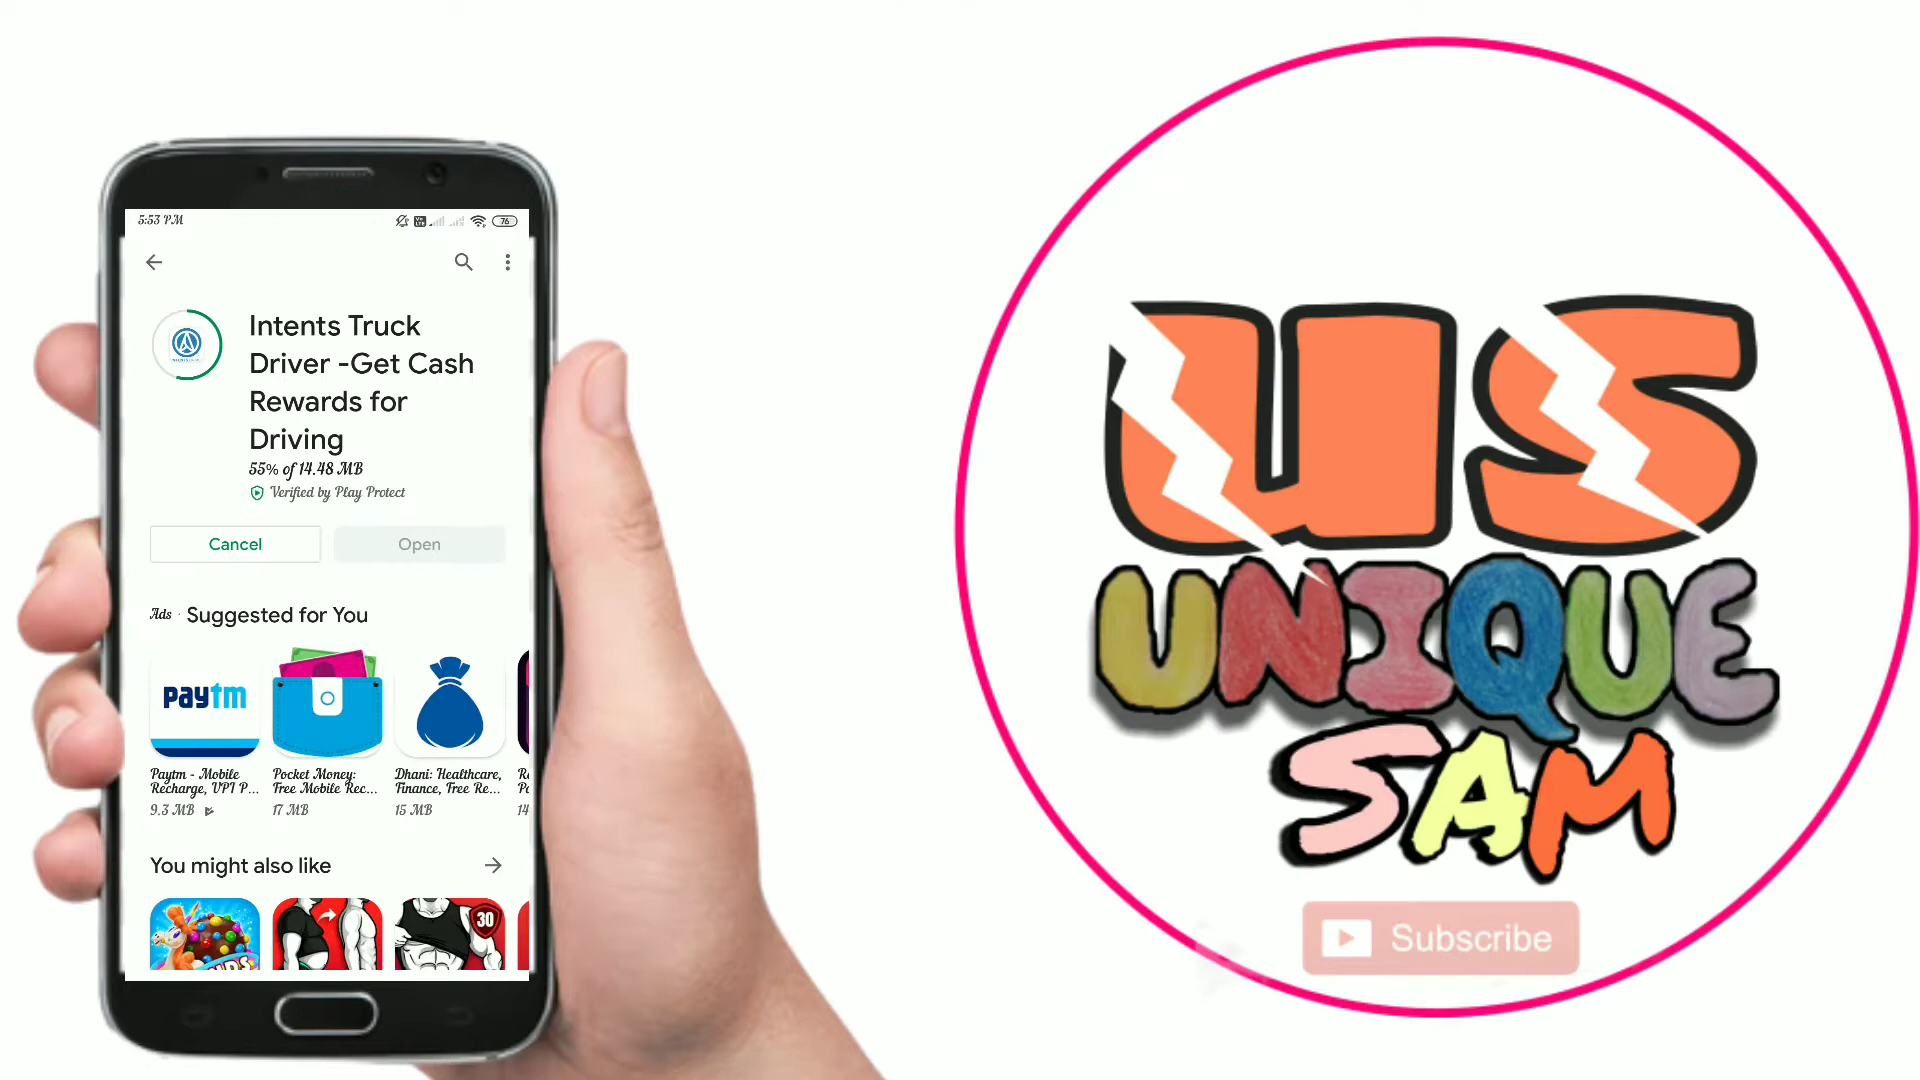 5:53 PM
76
Intents Truck
Driver -Get Cash
Rewards for
Driving
55% of 14.48 MB
Verified by Play Protect
Cancel
Open
Ads · Suggested for You
paytm
Paytm - Mobile
Recharge, UPI P...
9.3 MB
Pocket Money:
Free Mobile Rec...
17 MB
Dhani: Healthcare,
Finance, Free Re...
15 MB
14
You might also like
30
US
UNIQUE
SAM
Subscribe